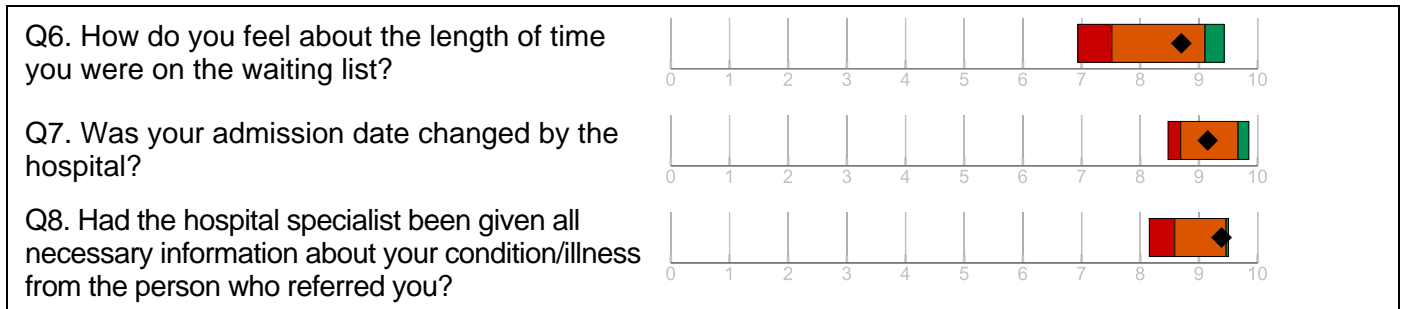 Q6. How do you feel about the length of time
you were on the waiting list?
0 1 2 3 4 5 6 7 8 9 10
Q7. Was your admission date changed by the
hospital?
0 1 2 3 4 5 6 7 8 9 10
Q8. Had the hospital specialist been given all
necessary information about your condition/illness
from the person who referred you?
0 1 2 3 4 5 6 7 8 9 10